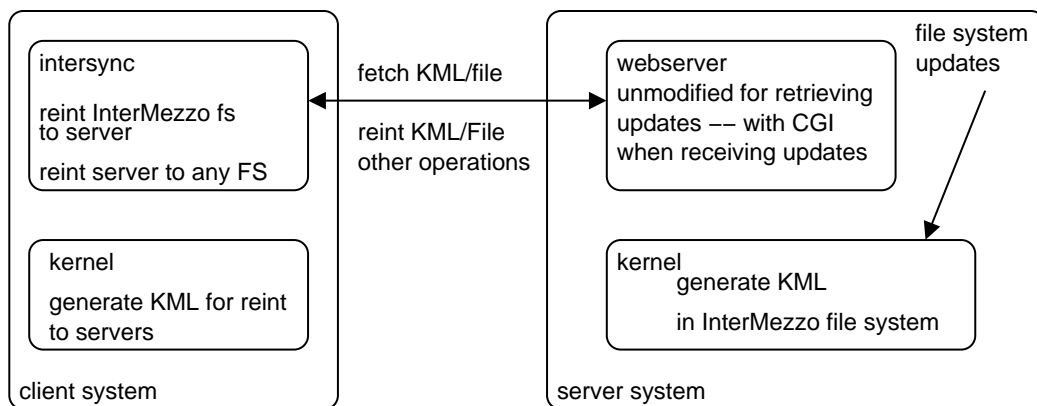 intersync
reint InterMezzo fs
to server
reint server to any FS
kernel
generate KML for reint
to servers
client system
fetch KML/file
reint KML/File
other operations
webserver
unmodified for retrieving
updates −− with CGI
when receiving updates
file system
updates
kernel
generate KML
in InterMezzo file system
server system